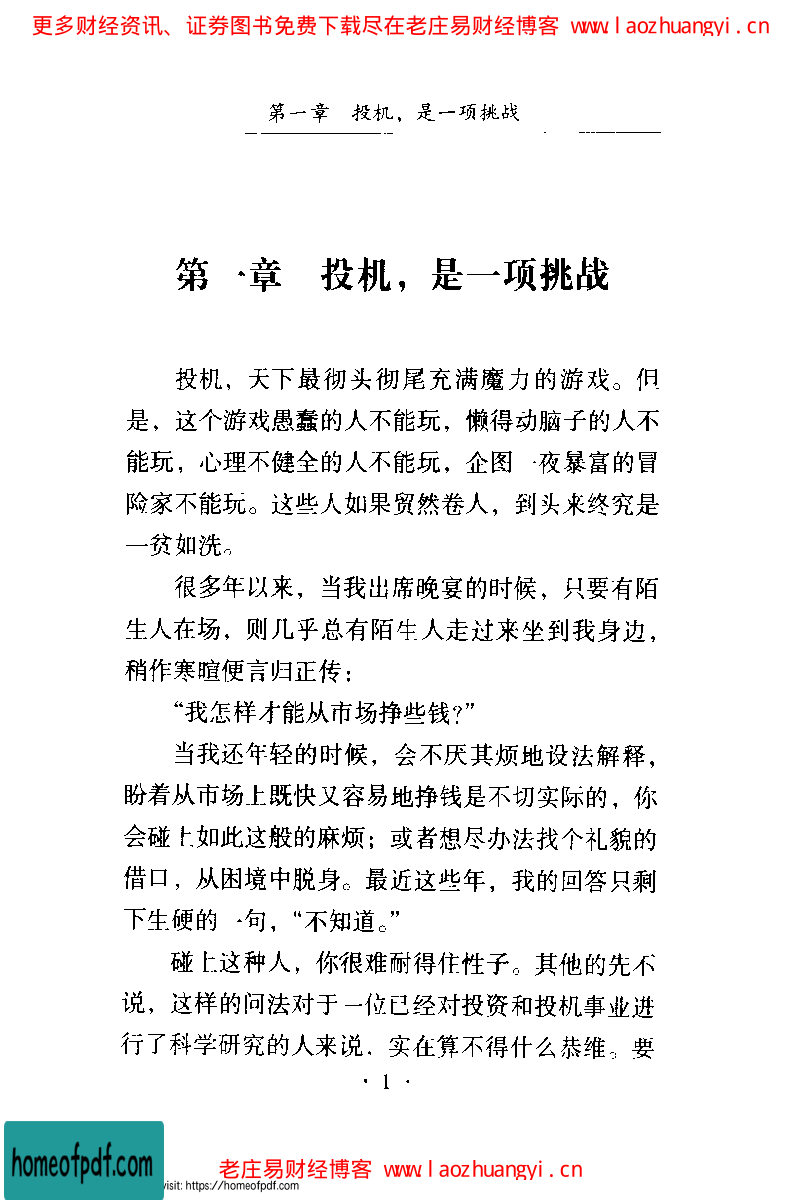 更多财经资讯、证券图书免费下载尽在老庄易财经博客 www.laozhuangyi.cn
第一章 投机，是一项挑战
第一章 投机，是一项挑战
投机，天下最彻头彻尾充满魔力的游戏。但
是，这个游戏愚蠢的人不能玩，懒得动脑子的人不
能玩，心理不健全的人不能玩，企图一夜暴富的冒
险家不能玩。这些人如果贸然卷人，到头来终究是
一贫如洗。
很多年以来，当我出席晚宴的时候，只要有陌
生人在场，则几乎总有陌生人走过来坐到我身边，
稍作寒暄便言归正传：
“我怎样才能从市场挣些钱？”
当我还年轻的时候，会不厌其烦地设法解释，
盼着从市场上既快又容易地挣钱是不切实际的，你
会碰上如此这般的麻烦；或者想尽办法找个礼貌的
借口，从困境中脱身。最近这些年，我的回答只剩
下生硬的一句，“不知道。”
碰上这种人，你很难耐得住性子。其他的先不
说，这样的问法对于一位已经对投资和投机事业进
行了科学研究的人来说，实在算不得什么恭维。要
· 1 ·
homeofpdf.com
老庄易财经博客 www.laozhuangyi.cn
visit: https://homeofpdf.com